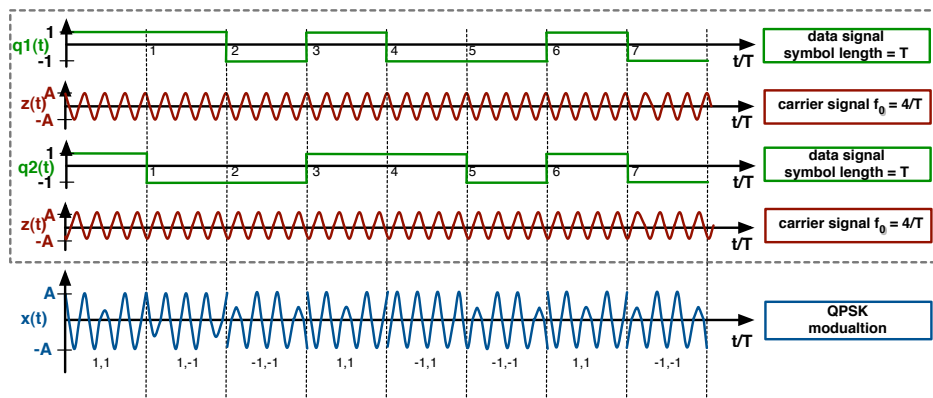 1
q1(t)
-1
1
2
3
4
5
6
7
t/T
data signal
symbol length = T
A
z(t)
-A
t/T
carrier signal f0 = 4/T
1
q2(t)
-1
1
2
3
4
5
6
7
t/T
data signal
symbol length = T
A
z(t)
-A
t/T
carrier signal f0 = 4/T
A
x(t)
-A
t/T
QPSK
modualtion
1,1
1,-1
-1,-1
1,1
-1,1
-1,-1
1,1
-1,-1